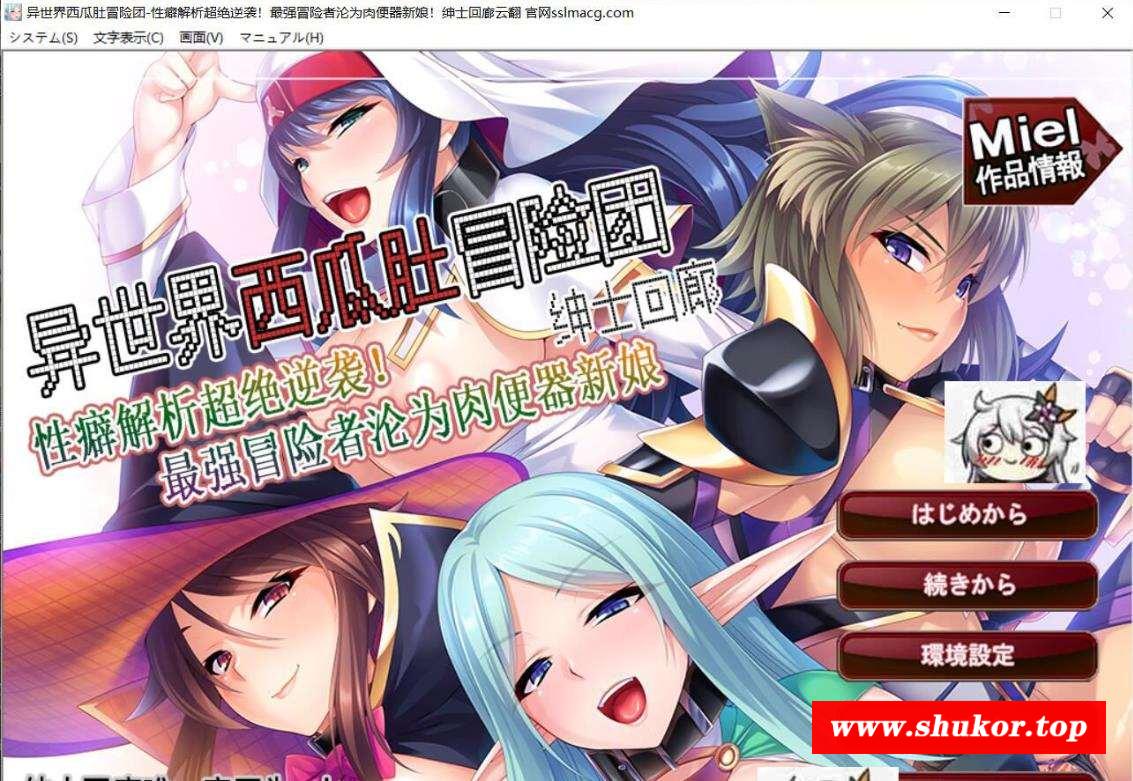 异世界西瓜肚冒险团-性癖解析超绝逆袭！最强冒险者沦为肉便器新娘！绅士回廊云翻 官网sslmacg.com
システム(S) 文字表示(C) 画面(V) マニュアル(H)
Miel
作品情報
异世界西瓜肚冒險团
绅士回廊
性癖解析超绝逆袭！
最强冒险者沦为肉便器新娘
はじめから
続きから
環境設定
www.shukor.top